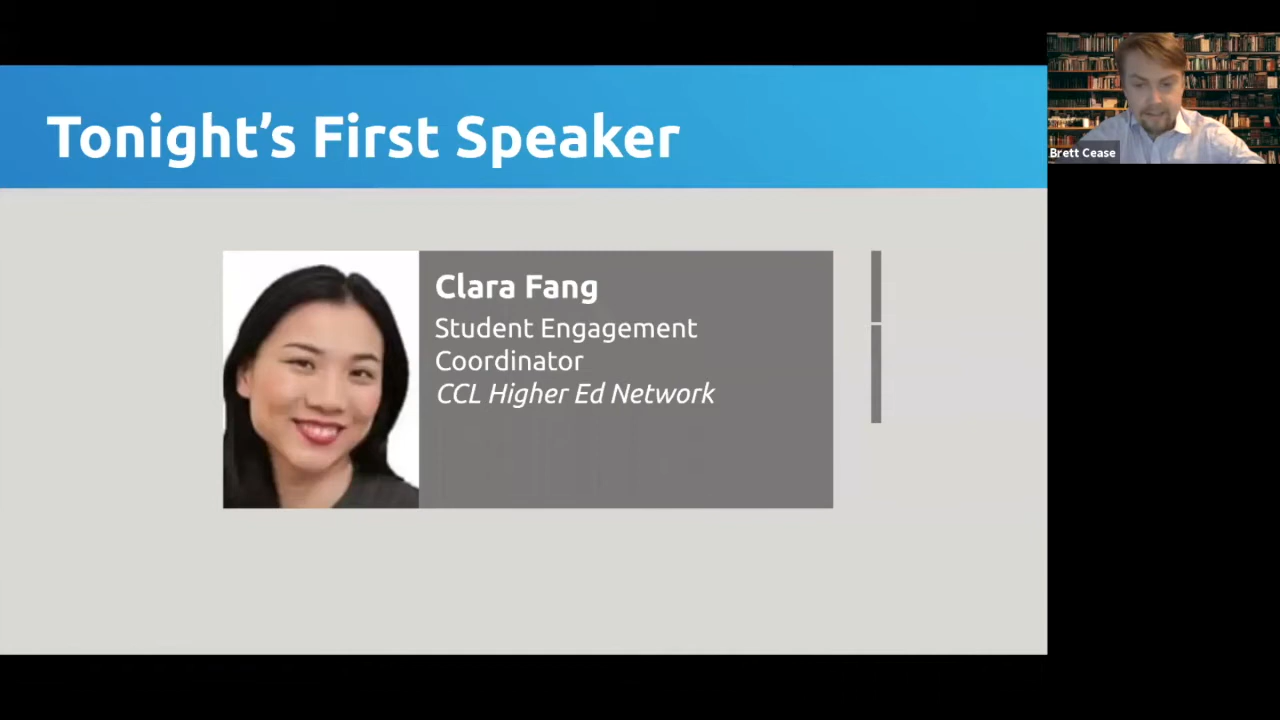 Tonight’s First Speaker
Brett Cease
Clara Fang
Student Engagement
Coordinator
CCL Higher Ed Network